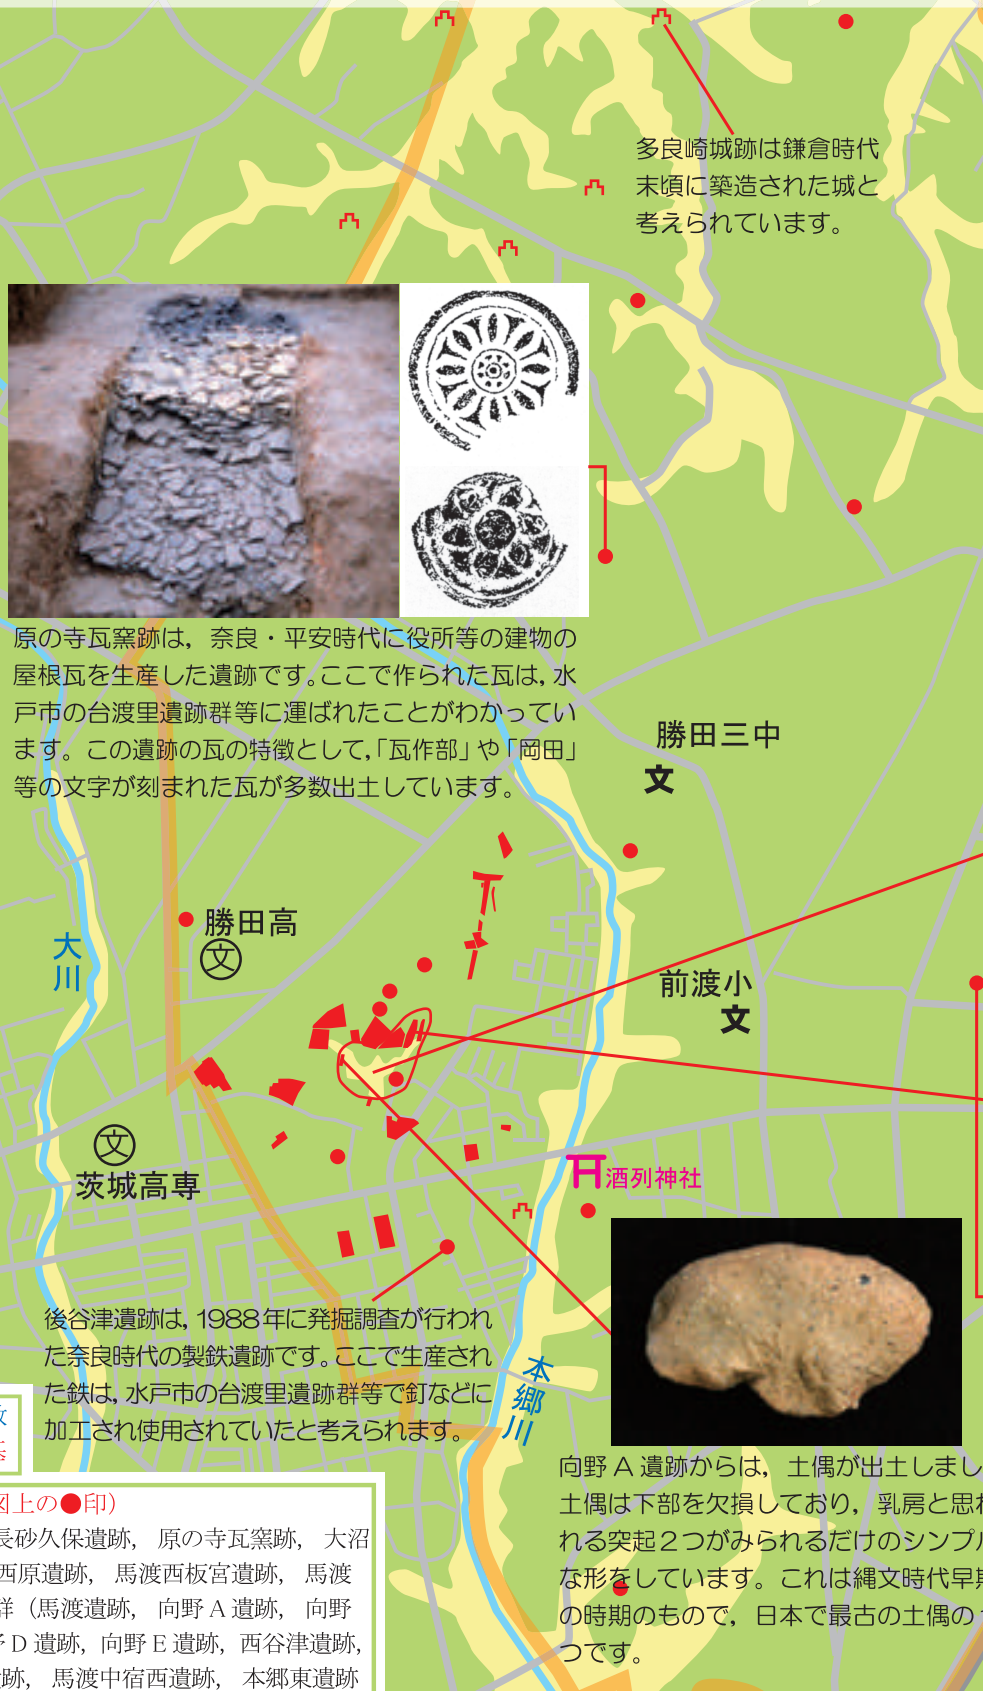 多良崎城跡は鎌倉時代
末頃に築造された城と
考えられています。
原の寺瓦窯跡は，奈良・平安時代に役所等の建物の
屋根瓦を生産した遺跡です。ここで作られた瓦は，水
戸市の台渡里遺跡群等に運ばれたことがわかってい
ます。この遺跡の瓦の特徴として，「瓦作部」や「岡田」
等の文字が刻まれた瓦が多数出土しています。
勝田三中
文
勝田高
文
大川
前渡小
文
文
茨城高専
酒列神社
後谷津遺跡は，1988年に発掘調査が行われ
た奈良時代の製鉄遺跡です。ここで生産され
た鉄は，水戸市の台渡里遺跡群等で釘などに
加工され使用されていたと考えられます。
本郷川
向野 A 遺跡からは，土偶が出土しまし
土偶は下部を欠損しており，乳房と思わ
れる突起２つがみられるだけのシンプル
な形をしています。これは縄文時代早期
の時期のもので，日本で最古の土偶の
つです。
図上の●印）
長砂久保遺跡，原の寺瓦窯跡，大沼
西原遺跡，馬渡西板宮遺跡，馬渡
群（馬渡遺跡，向野 A 遺跡，向野
D 遺跡，向野 E 遺跡，西谷津遺跡，
跡，馬渡中宿西遺跡，本郷東遺跡